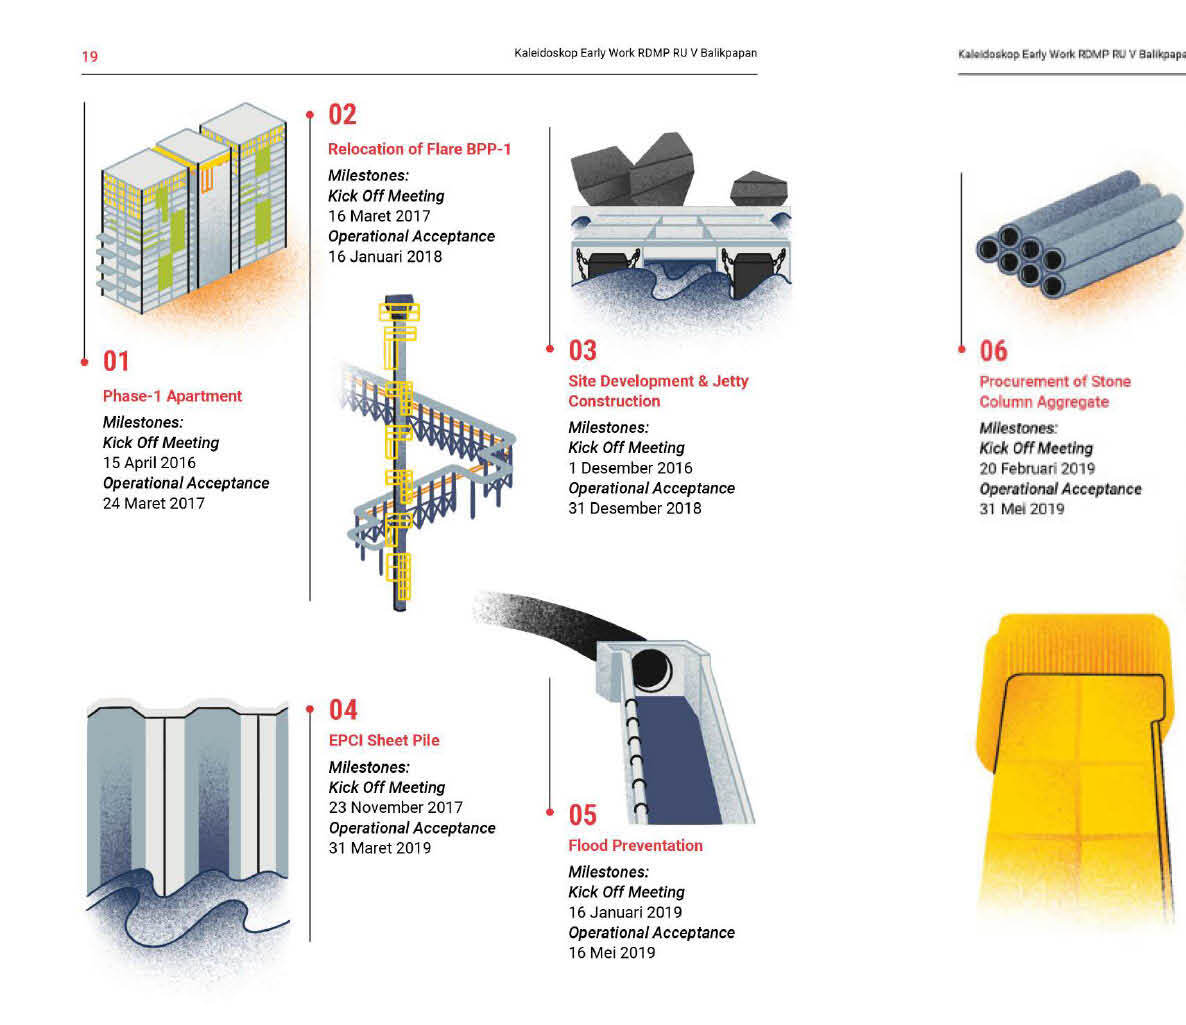 19
Kaleidoskop Early Work RDMP RU V Balikpapan
01
Phase-1 Apartment
Milestones:
Kick Off Meeting
15 April 2016
Operational Acceptance
24 Maret 2017
02
Relocation of Flare BPP-1
Milestones:
Kick Off Meeting
16 Maret 2017
Operational Acceptance
16 Januari 2018
03
Site Development & Jetty
Construction
Milestones:
Kick Off Meeting
1 Desember 2016
Operational Acceptance
31 Desember 2018
04
EPCI Sheet Pile
Milestones:
Kick Off Meeting
23 November 2017
Operational Acceptance
31 Maret 2019
05
Flood Preventation
Milestones:
Kick Off Meeting
16 Januari 2019
Operational Acceptance
16 Mei 2019
Kaleidoskop Early Work RDMP RU V Balikpapa
06
Procurement of Stone
Column Aggregate
Milestones:
Kick Off Meeting
20 Februari 2019
Operational Acceptance
31 Mei 2019